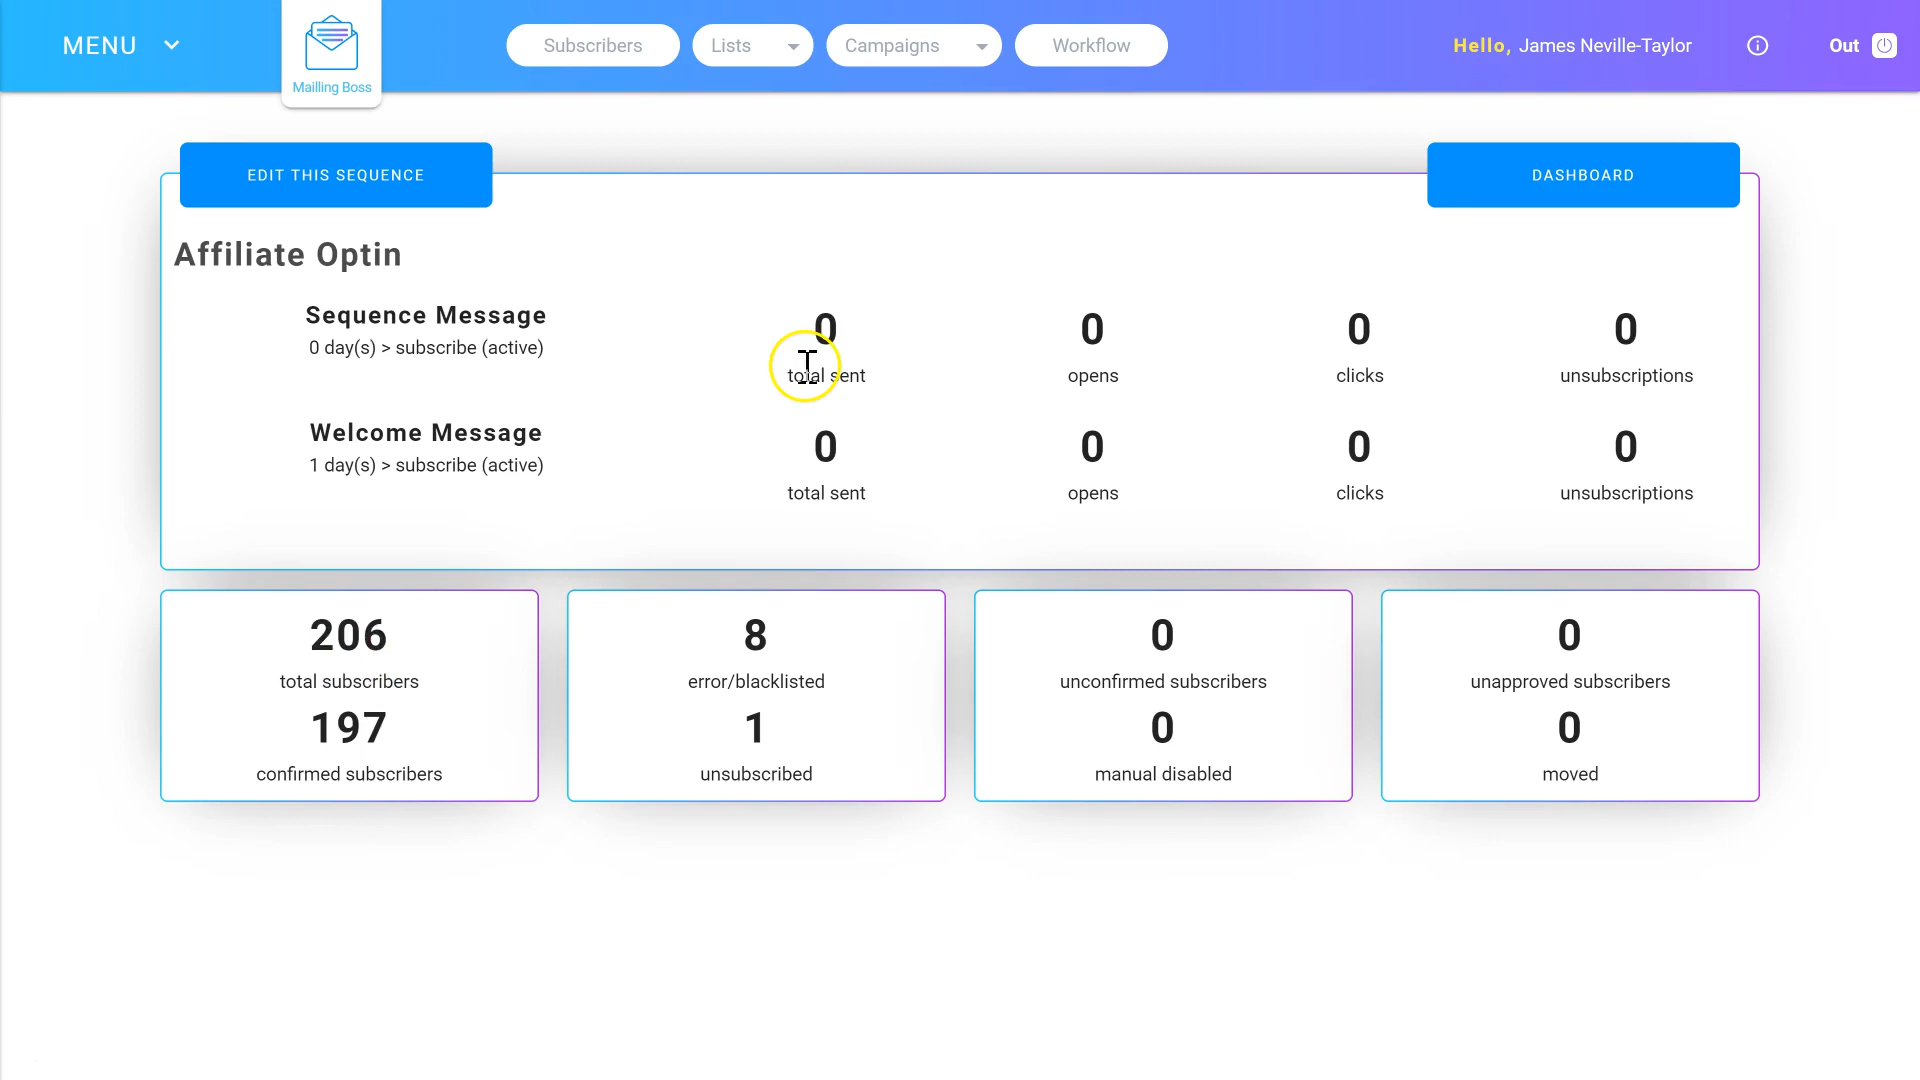 MENU
Mailling Boss
Subscribers
Lists
Campaigns
Workflow
Hello, James Neville-Taylor
Out
EDIT THIS SEQUENCE
DASHBOARD
Affiliate Optin
Sequence Message
0 day(s) > subscribe (active)
0
total sent
0
opens
0
clicks
0
unsubscriptions
Welcome Message
1 day(s) > subscribe (active)
0
total sent
0
opens
0
clicks
0
unsubscriptions
206
total subscribers
197
confirmed subscribers
8
error/blacklisted
1
unsubscribed
0
unconfirmed subscribers
0
manual disabled
0
unapproved subscribers
0
moved